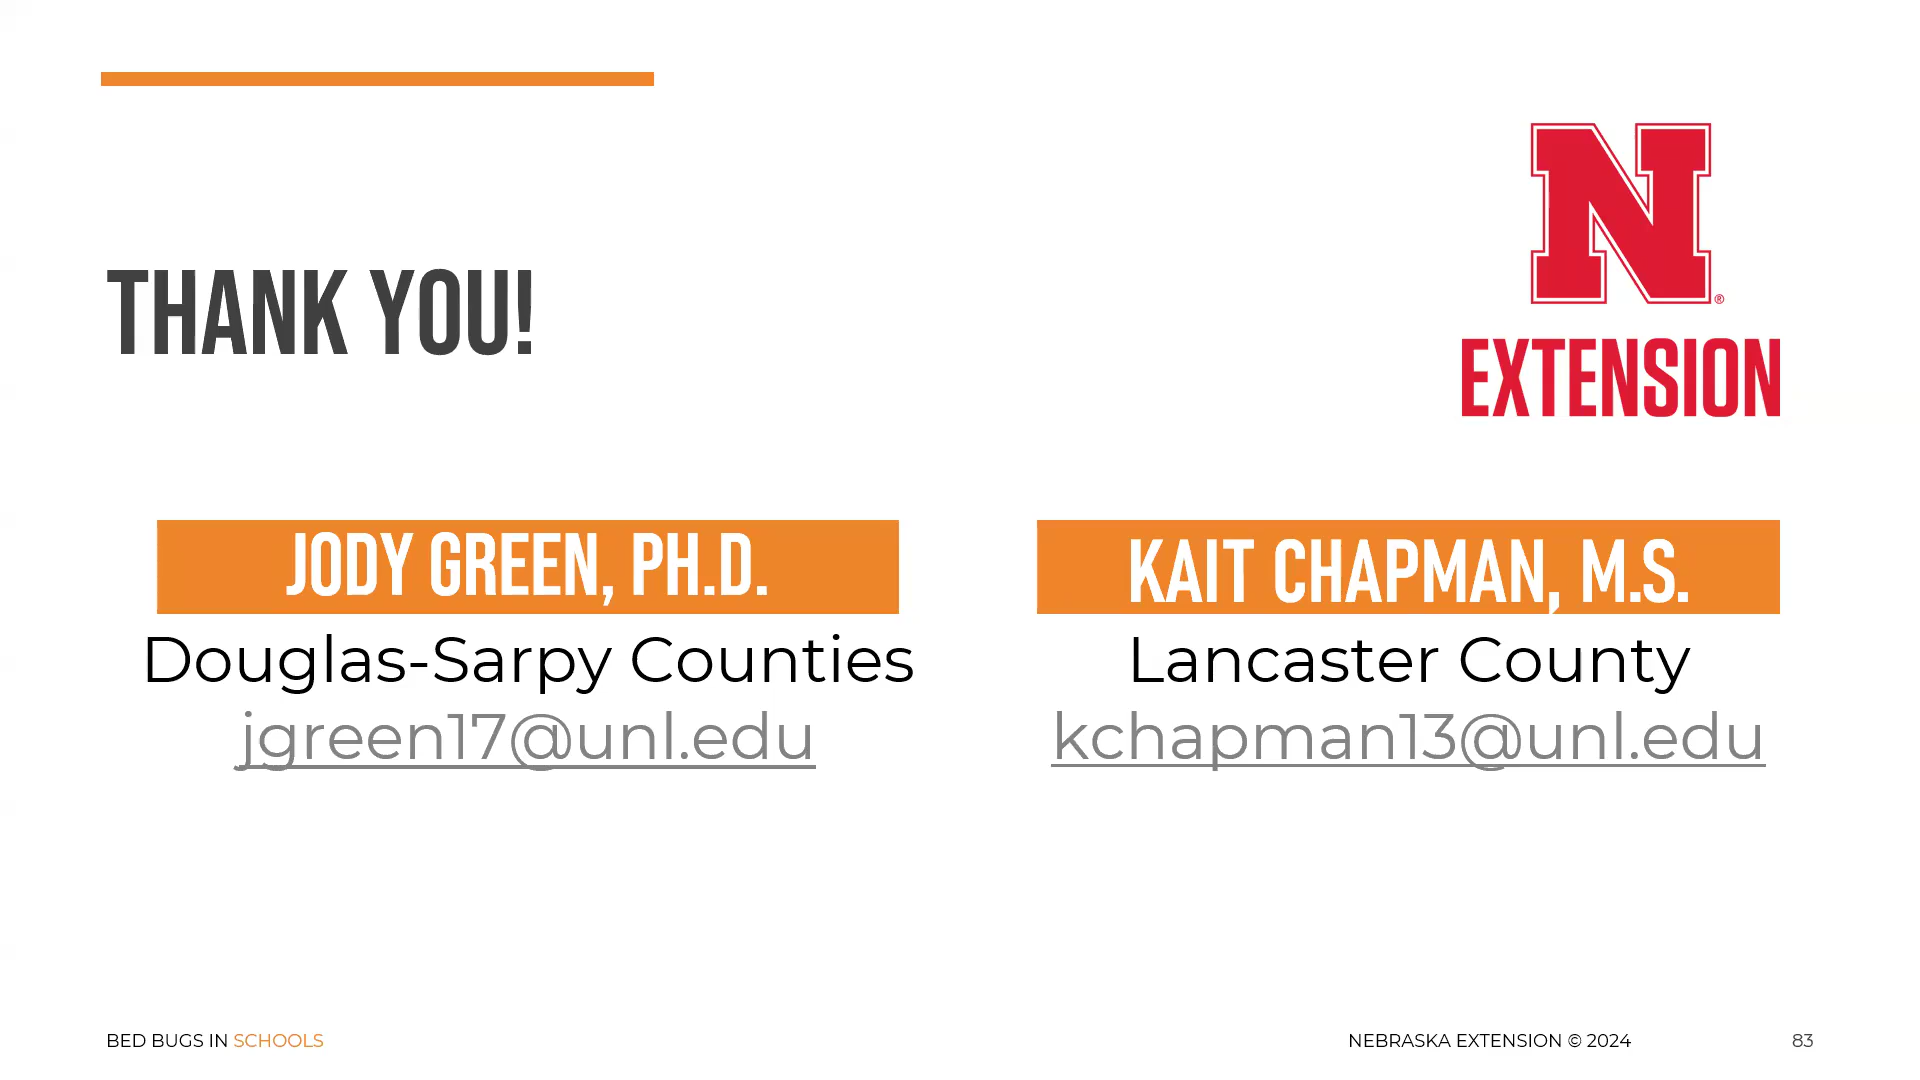 THANK YOU!
N®
EXTENSION
JODY GREEN, PH.D.
Douglas-Sarpy Counties
jgreen17@unl.edu
KAIT CHAPMAN, M.S.
Lancaster County
kchapman13@unl.edu
BED BUGS IN SCHOOLS
NEBRASKA EXTENSION © 2024
83